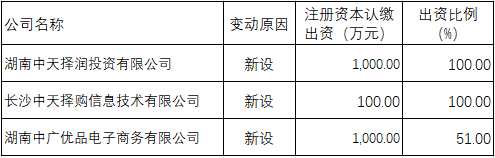 公司名称 变动原因 注册资本认缴出资（万元） 出资比例（%）
湖南中天择润投资有限公司 新设 1,000.00 100.00
长沙中天择购信息技术有限公司 新设 100.00 100.00
湖南中广优品电子商务有限公司 新设 1,000.00 51.00